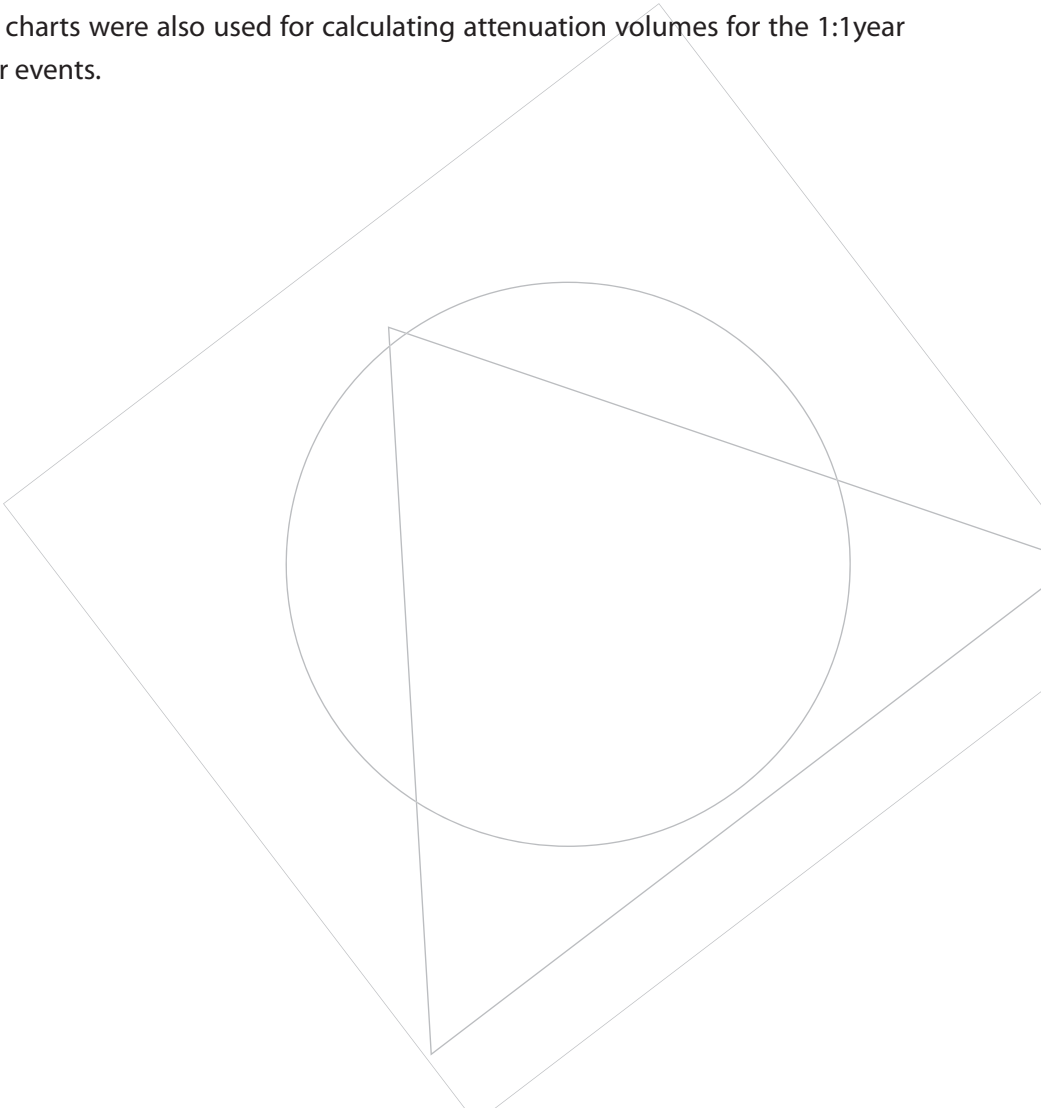 charts were also used for calculating attenuation volumes for the 1:1year
r events.